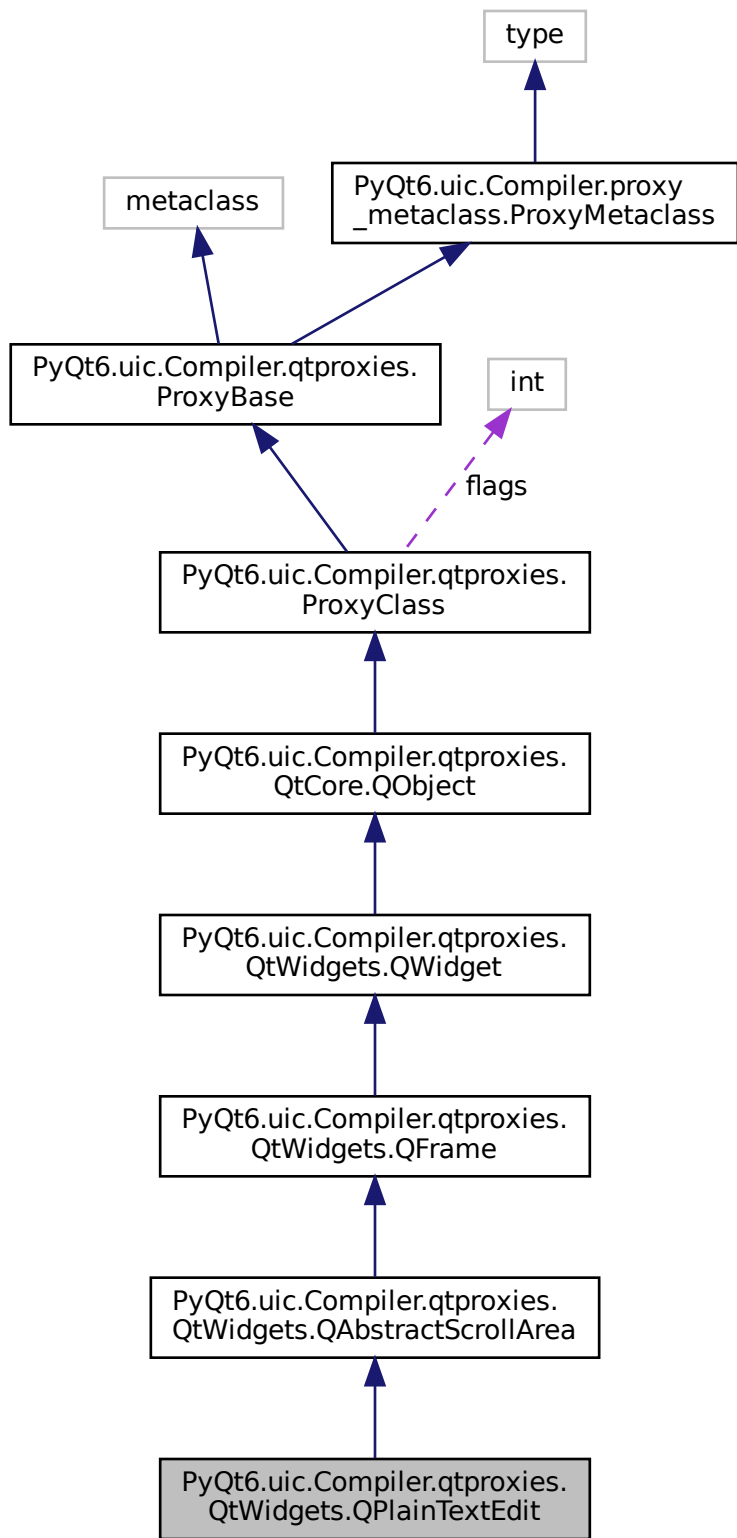 type
PyQt6.uic.Compiler.proxy
_metaclass.ProxyMetaclass
metaclass
PyQt6.uic.Compiler.qtproxies.
ProxyBase
int
flags
PyQt6.uic.Compiler.qtproxies.
ProxyClass
PyQt6.uic.Compiler.qtproxies.
QtCore.QObject
PyQt6.uic.Compiler.qtproxies.
QtWidgets.QWidget
PyQt6.uic.Compiler.qtproxies.
QtWidgets.QFrame
PyQt6.uic.Compiler.qtproxies.
QtWidgets.QAbstractScrollArea
PyQt6.uic.Compiler.qtproxies.
QtWidgets.QPlainTextEdit